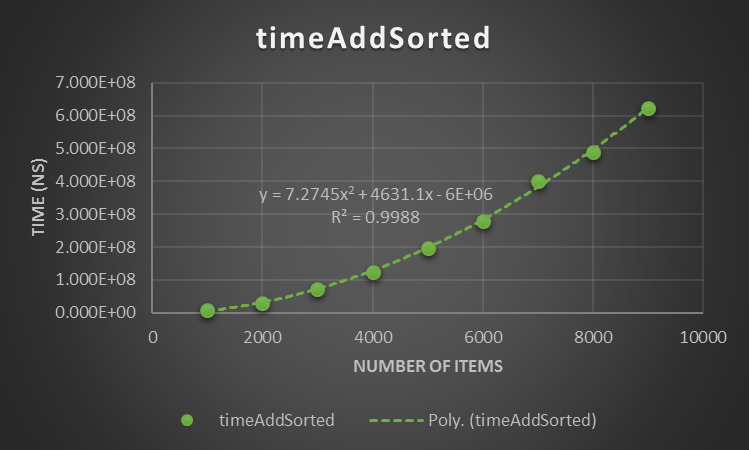 timeAddSorted
7.000E+08
6.000E+08
5.000E+08
4.000E+08
3.000E+08
2.000E+08
1.000E+08
0.000E+00
TIME (NS)
y = 7.2745x² + 4631.1x - 6E+06
R² = 0.9988
0 2000 4000 6000 8000 10000
NUMBER OF ITEMS
timeAddSorted Poly. (timeAddSorted)